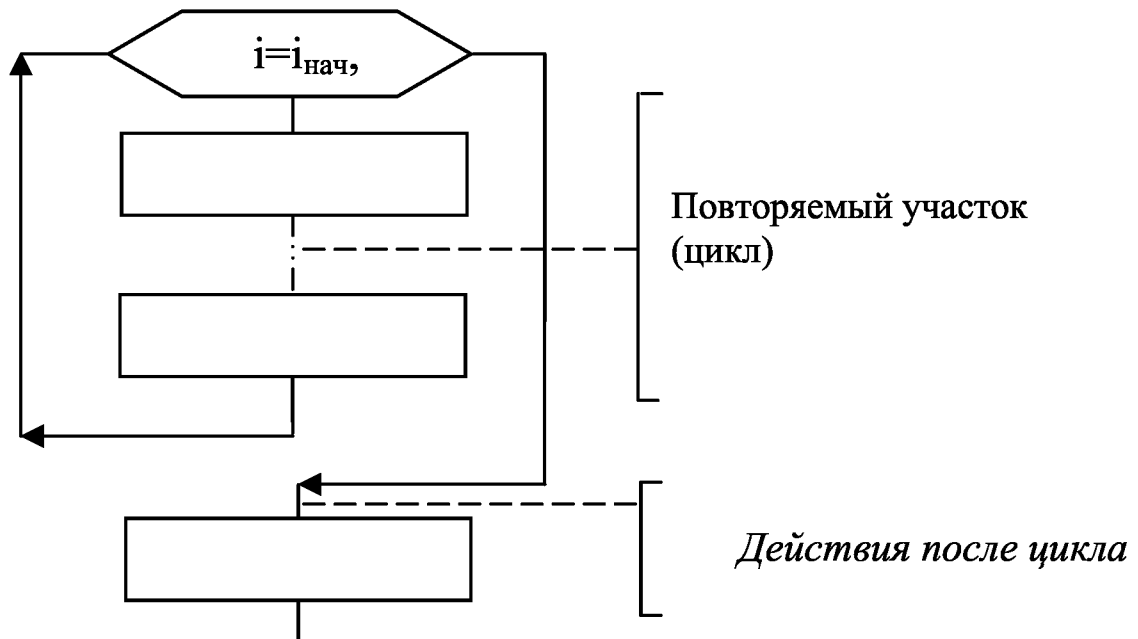 i=iнач,
Повторяемый участок
(цикл)
Действия после цикла